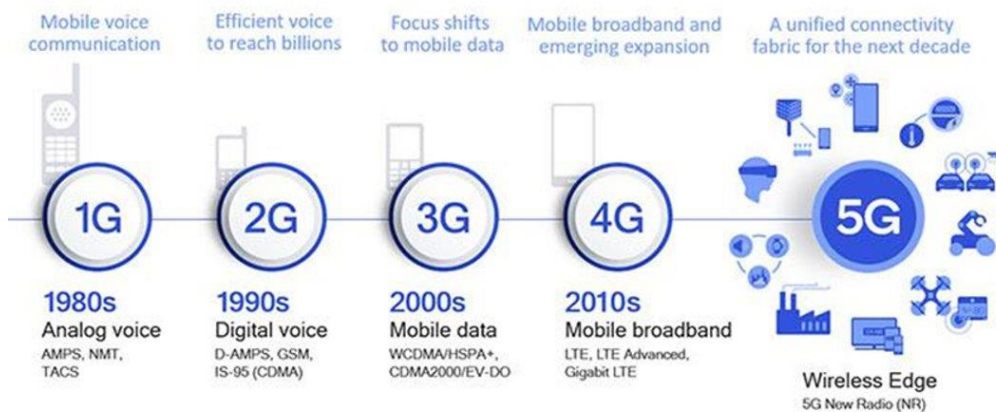 Mobile voice
communication
Efficient voice
to reach billions
Focus shifts
to mobile data
Mobile broadband and
emerging expansion
A unified connectivity
fabric for the next decade
1G
2G
3G
4G
5G
1980s
Analog voice
AMPS, NMT,
TACS
1990s
Digital voice
D-AMPS, GSM,
IS-95 (CDMA)
2000s
Mobile data
WCDMA/HSPA+,
CDMA2000/EV-DO
2010s
Mobile broadband
LTE, LTE Advanced,
Gigabit LTE
Wireless Edge
5G New Radio (NR)